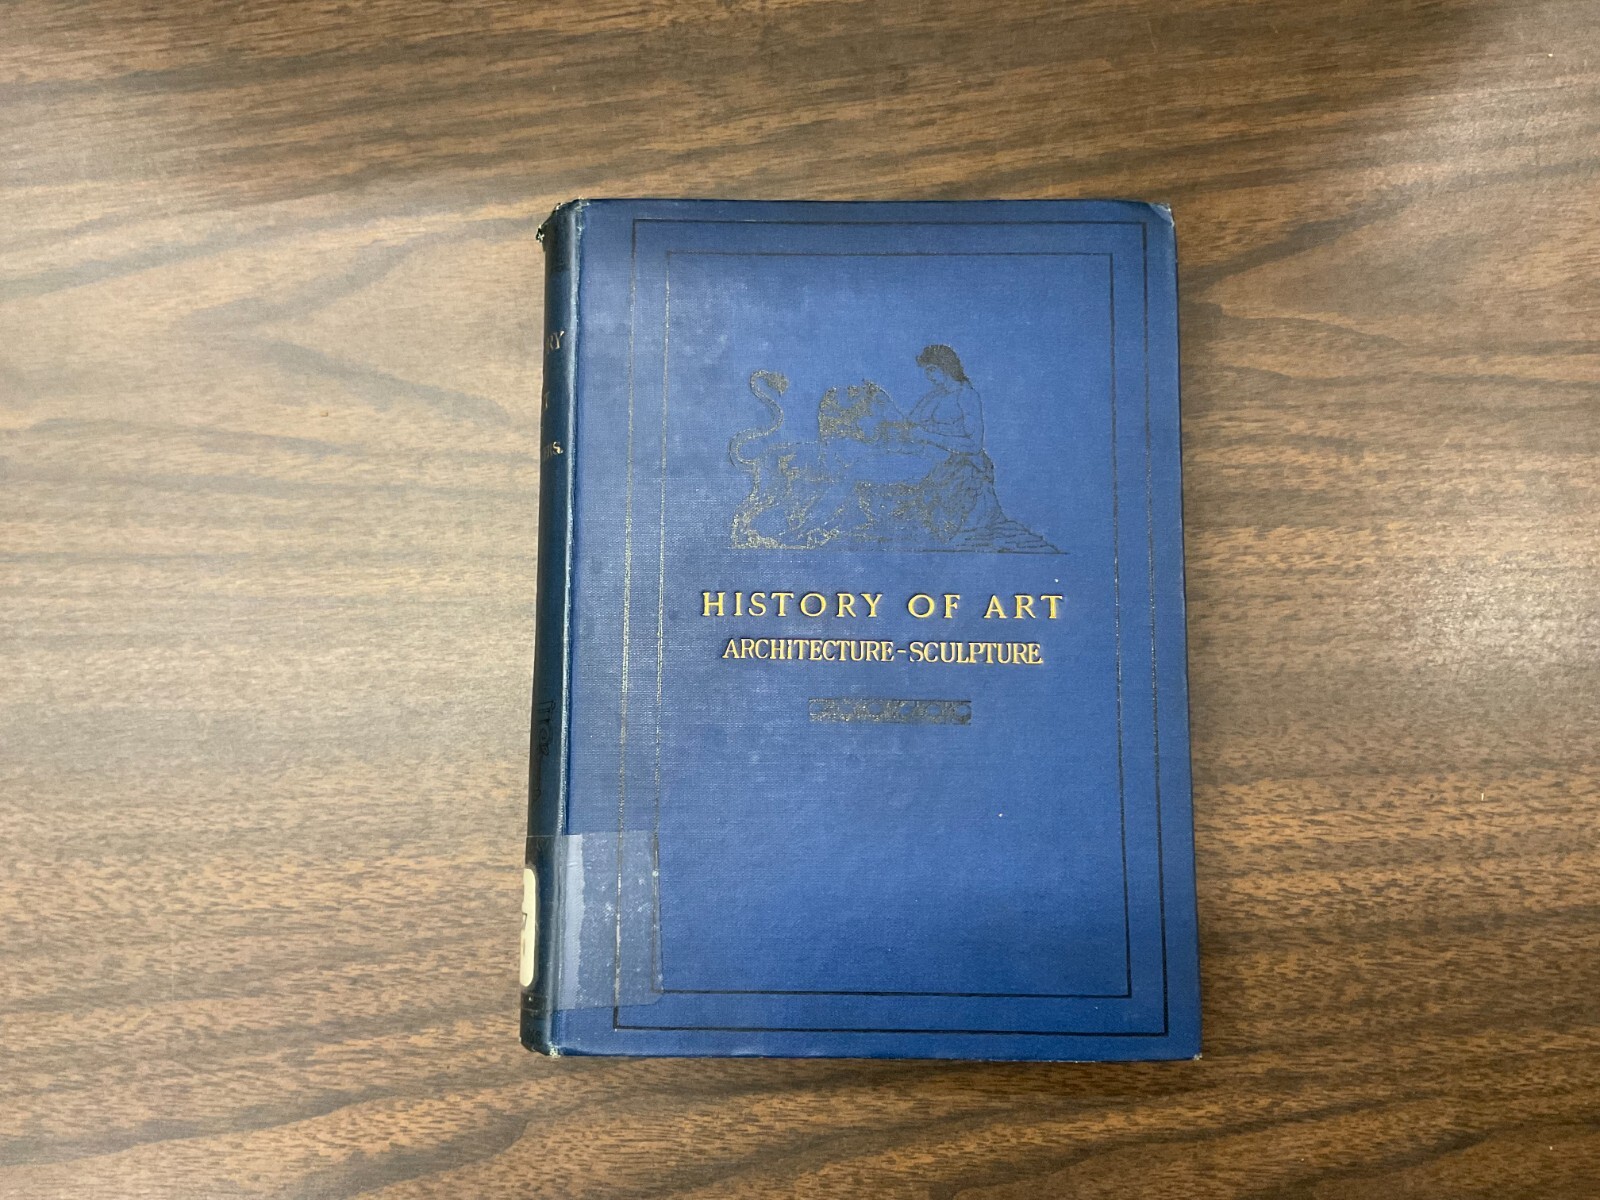 HISTORY OF ART
ARCHITECTURE-SCULPTURE